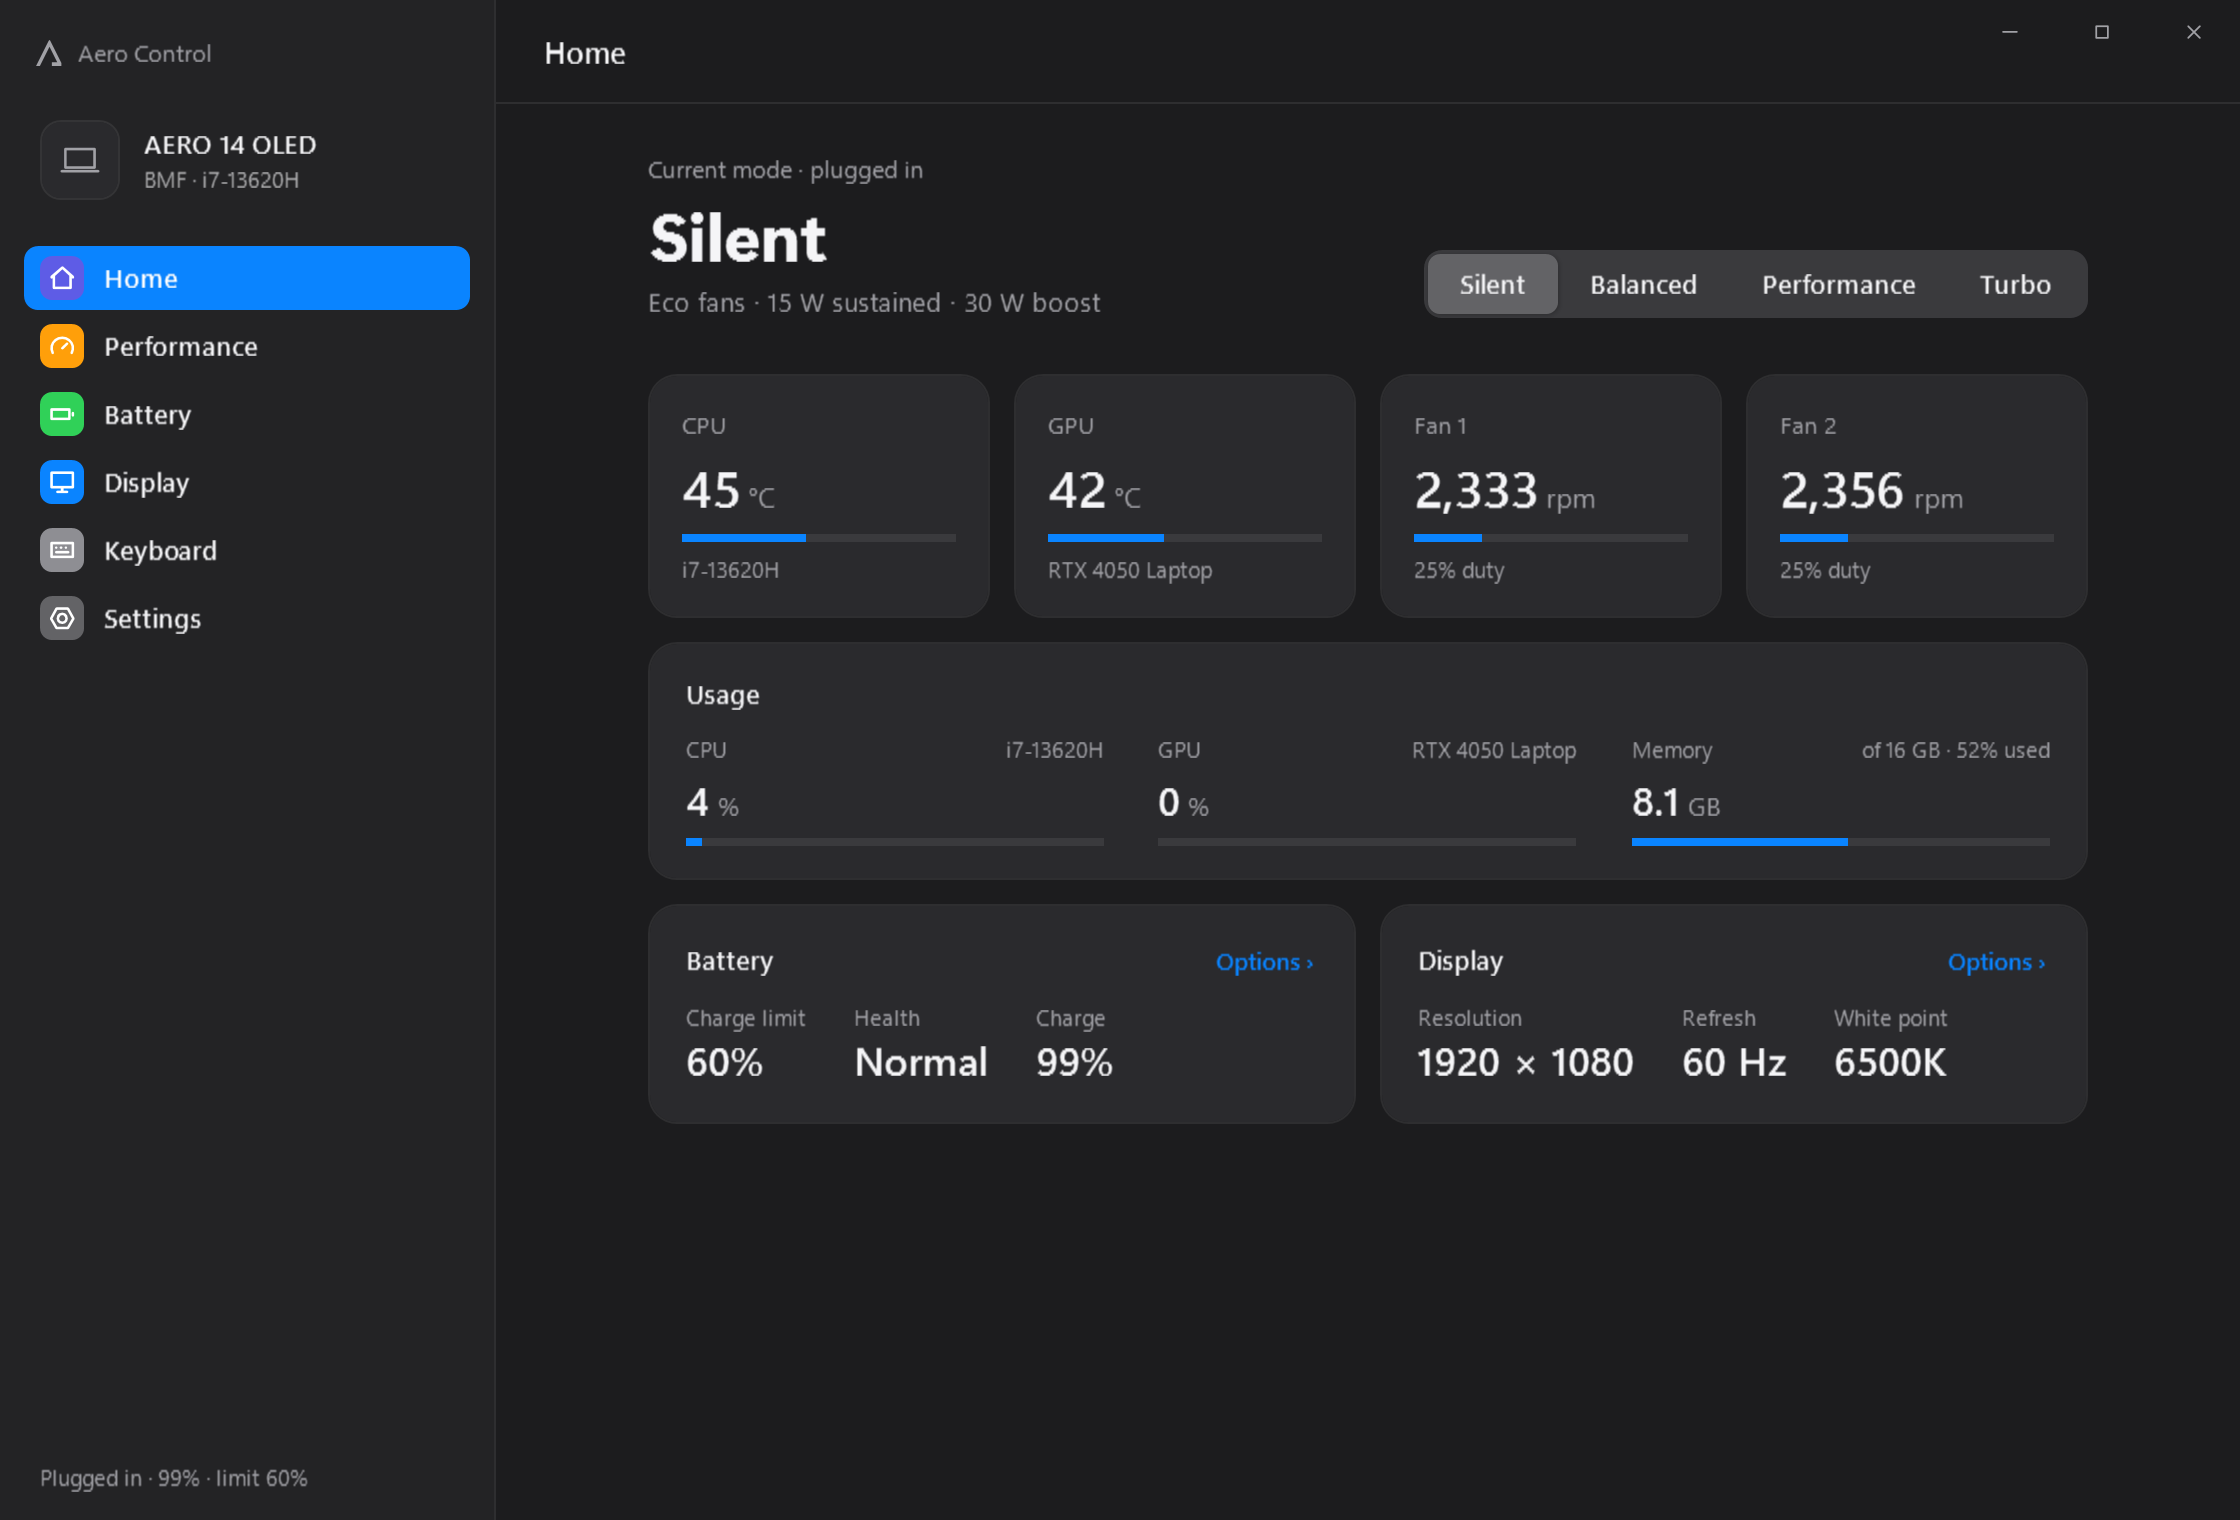 Aero Control
AERO 14 OLED
BMF · i7-13620H
Home
Performance
Battery
Display
Keyboard
Settings
Plugged in · 99% · limit 60%
Home
Current mode · plugged in
Silent
Eco fans · 15 W sustained · 30 W boost
Silent Balanced Performance Turbo
CPU
45 °C
i7-13620H
GPU
42 °C
RTX 4050 Laptop
Fan 1
2,333 rpm
25% duty
Fan 2
2,356 rpm
25% duty
Usage
CPU i7-13620H
4 %
GPU RTX 4050 Laptop
0 %
Memory of 16 GB · 52% used
8.1 GB
Battery Options ›
Charge limit Health Charge
60% Normal 99%
Display Options ›
Resolution Refresh White point
1920 × 1080 60 Hz 6500K